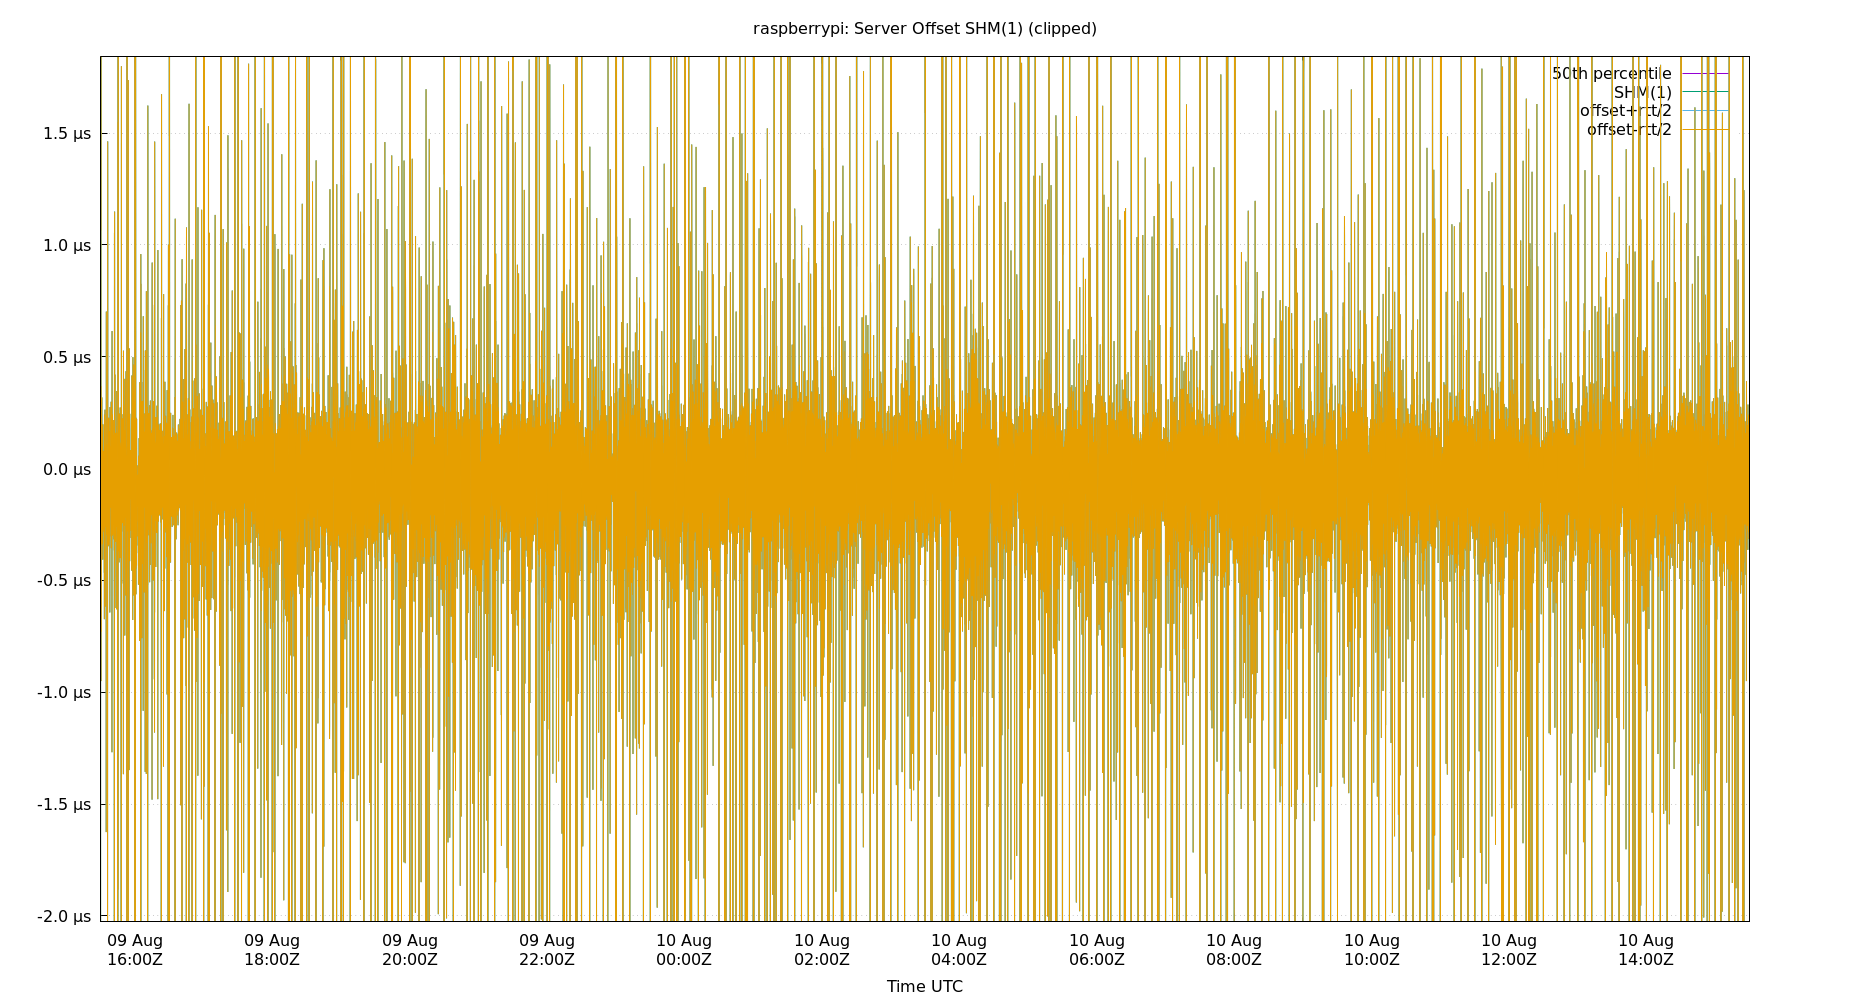 raspberrypi: Server Offset SHM(1) (clipped)
50th percentile
SHM(1)
offset+rtt/2
offset-rtt/2
1.5 µs
1.0 µs
0.5 µs
0.0 µs
-0.5 µs
-1.0 µs
-1.5 µs
-2.0 µs
09 Aug 09 Aug 09 Aug 09 Aug 10 Aug 10 Aug 10 Aug 10 Aug 10 Aug 10 Aug 10 Aug 10 Aug
16:00Z 18:00Z 20:00Z 22:00Z 00:00Z 02:00Z 04:00Z 06:00Z 08:00Z 10:00Z 12:00Z 14:00Z
Time UTC